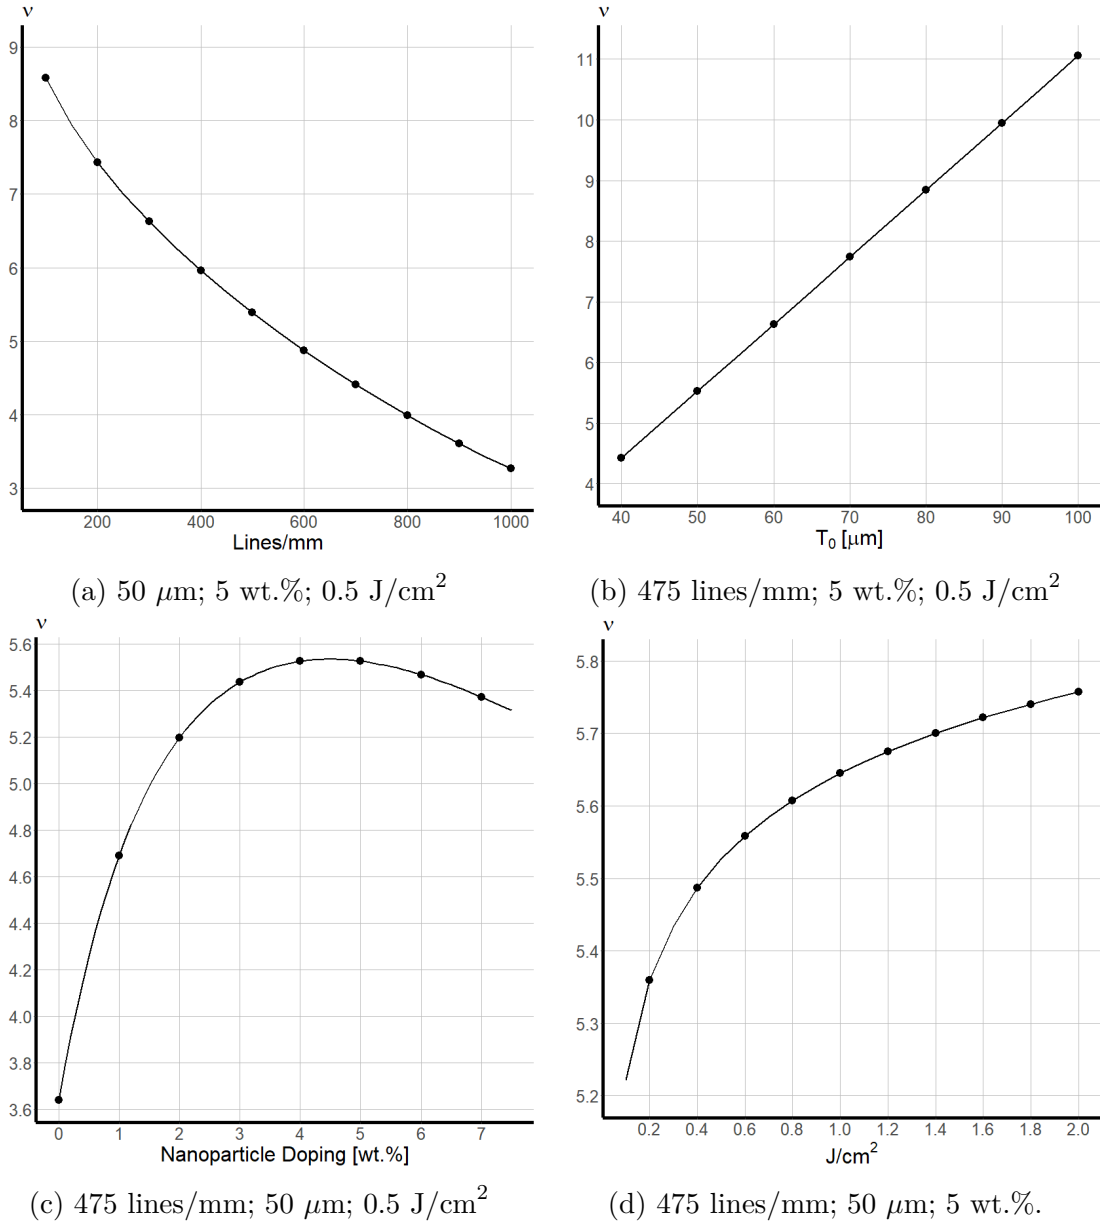 ν
9
8
7
6
5
4
3
200 400 600 800 1000
Lines/mm
(a) 50 μm; 5 wt.%; 0.5 J/cm²
ν
11
10
9
8
7
6
5
4
40 50 60 70 80 90 100
T₀ [μm]
(b) 475 lines/mm; 5 wt.%; 0.5 J/cm²
ν
5.6
5.4
5.2
5.0
4.8
4.6
4.4
4.2
4.0
3.8
3.6
0 1 2 3 4 5 6 7
Nanoparticle Doping [wt.%]
(c) 475 lines/mm; 50 μm; 0.5 J/cm²
ν
5.8
5.7
5.6
5.5
5.4
5.3
5.2
0.2 0.4 0.6 0.8 1.0 1.2 1.4 1.6 1.8 2.0
J/cm²
(d) 475 lines/mm; 50 μm; 5 wt.%.